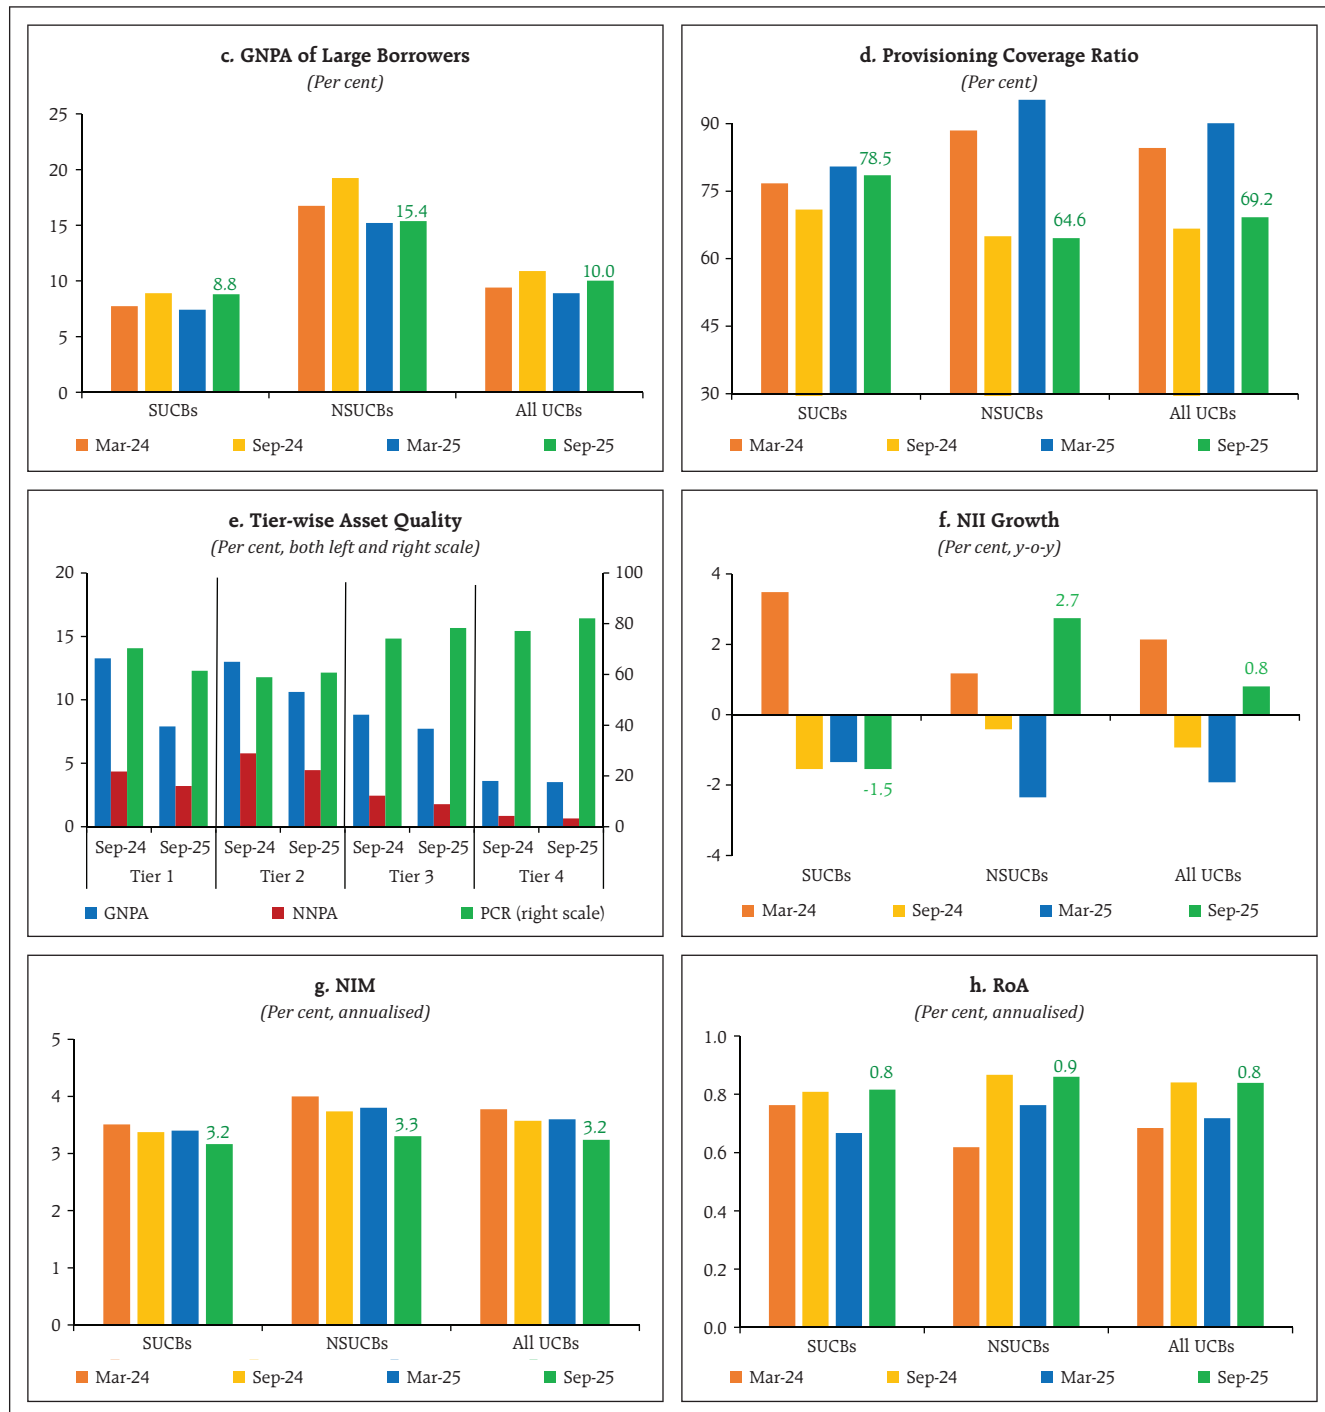 c. GNPA of Large Borrowers
(Per cent)
25
20
15
10
5
0
8.8
15.4
10.0
SUCBs NSUCBs All UCBs
Mar-24 Sep-24 Mar-25 Sep-25
d. Provisioning Coverage Ratio
(Per cent)
90
75
60
45
30
78.5
64.6
69.2
SUCBs NSUCBs All UCBs
Mar-24 Sep-24 Mar-25 Sep-25
e. Tier-wise Asset Quality
(Per cent, both left and right scale)
20
15
10
5
0
100
80
60
40
20
0
Sep-24 Sep-25 Sep-24 Sep-25 Sep-24 Sep-25 Sep-24 Sep-25
Tier 1 Tier 2 Tier 3 Tier 4
GNPA NNPA PCR (right scale)
f. NII Growth
(Per cent, y-o-y)
4
2
0
-2
-4
-1.5
2.7
0.8
SUCBs NSUCBs All UCBs
Mar-24 Sep-24 Mar-25 Sep-25
g. NIM
(Per cent, annualised)
5
4
3
2
1
0
3.2
3.3
3.2
SUCBs NSUCBs All UCBs
Mar-24 Sep-24 Mar-25 Sep-25
h. RoA
(Per cent, annualised)
1.0
0.8
0.6
0.4
0.2
0.0
0.8
0.9
0.8
SUCBs NSUCBs All UCBs
Mar-24 Sep-24 Mar-25 Sep-25